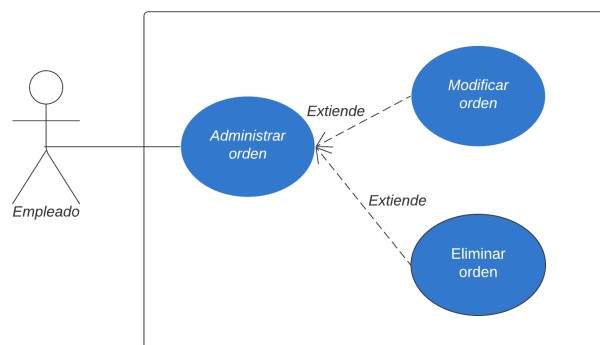 Modificar
orden
Extiende
Administrar
orden
Extiende
Empleado
Eliminar
orden